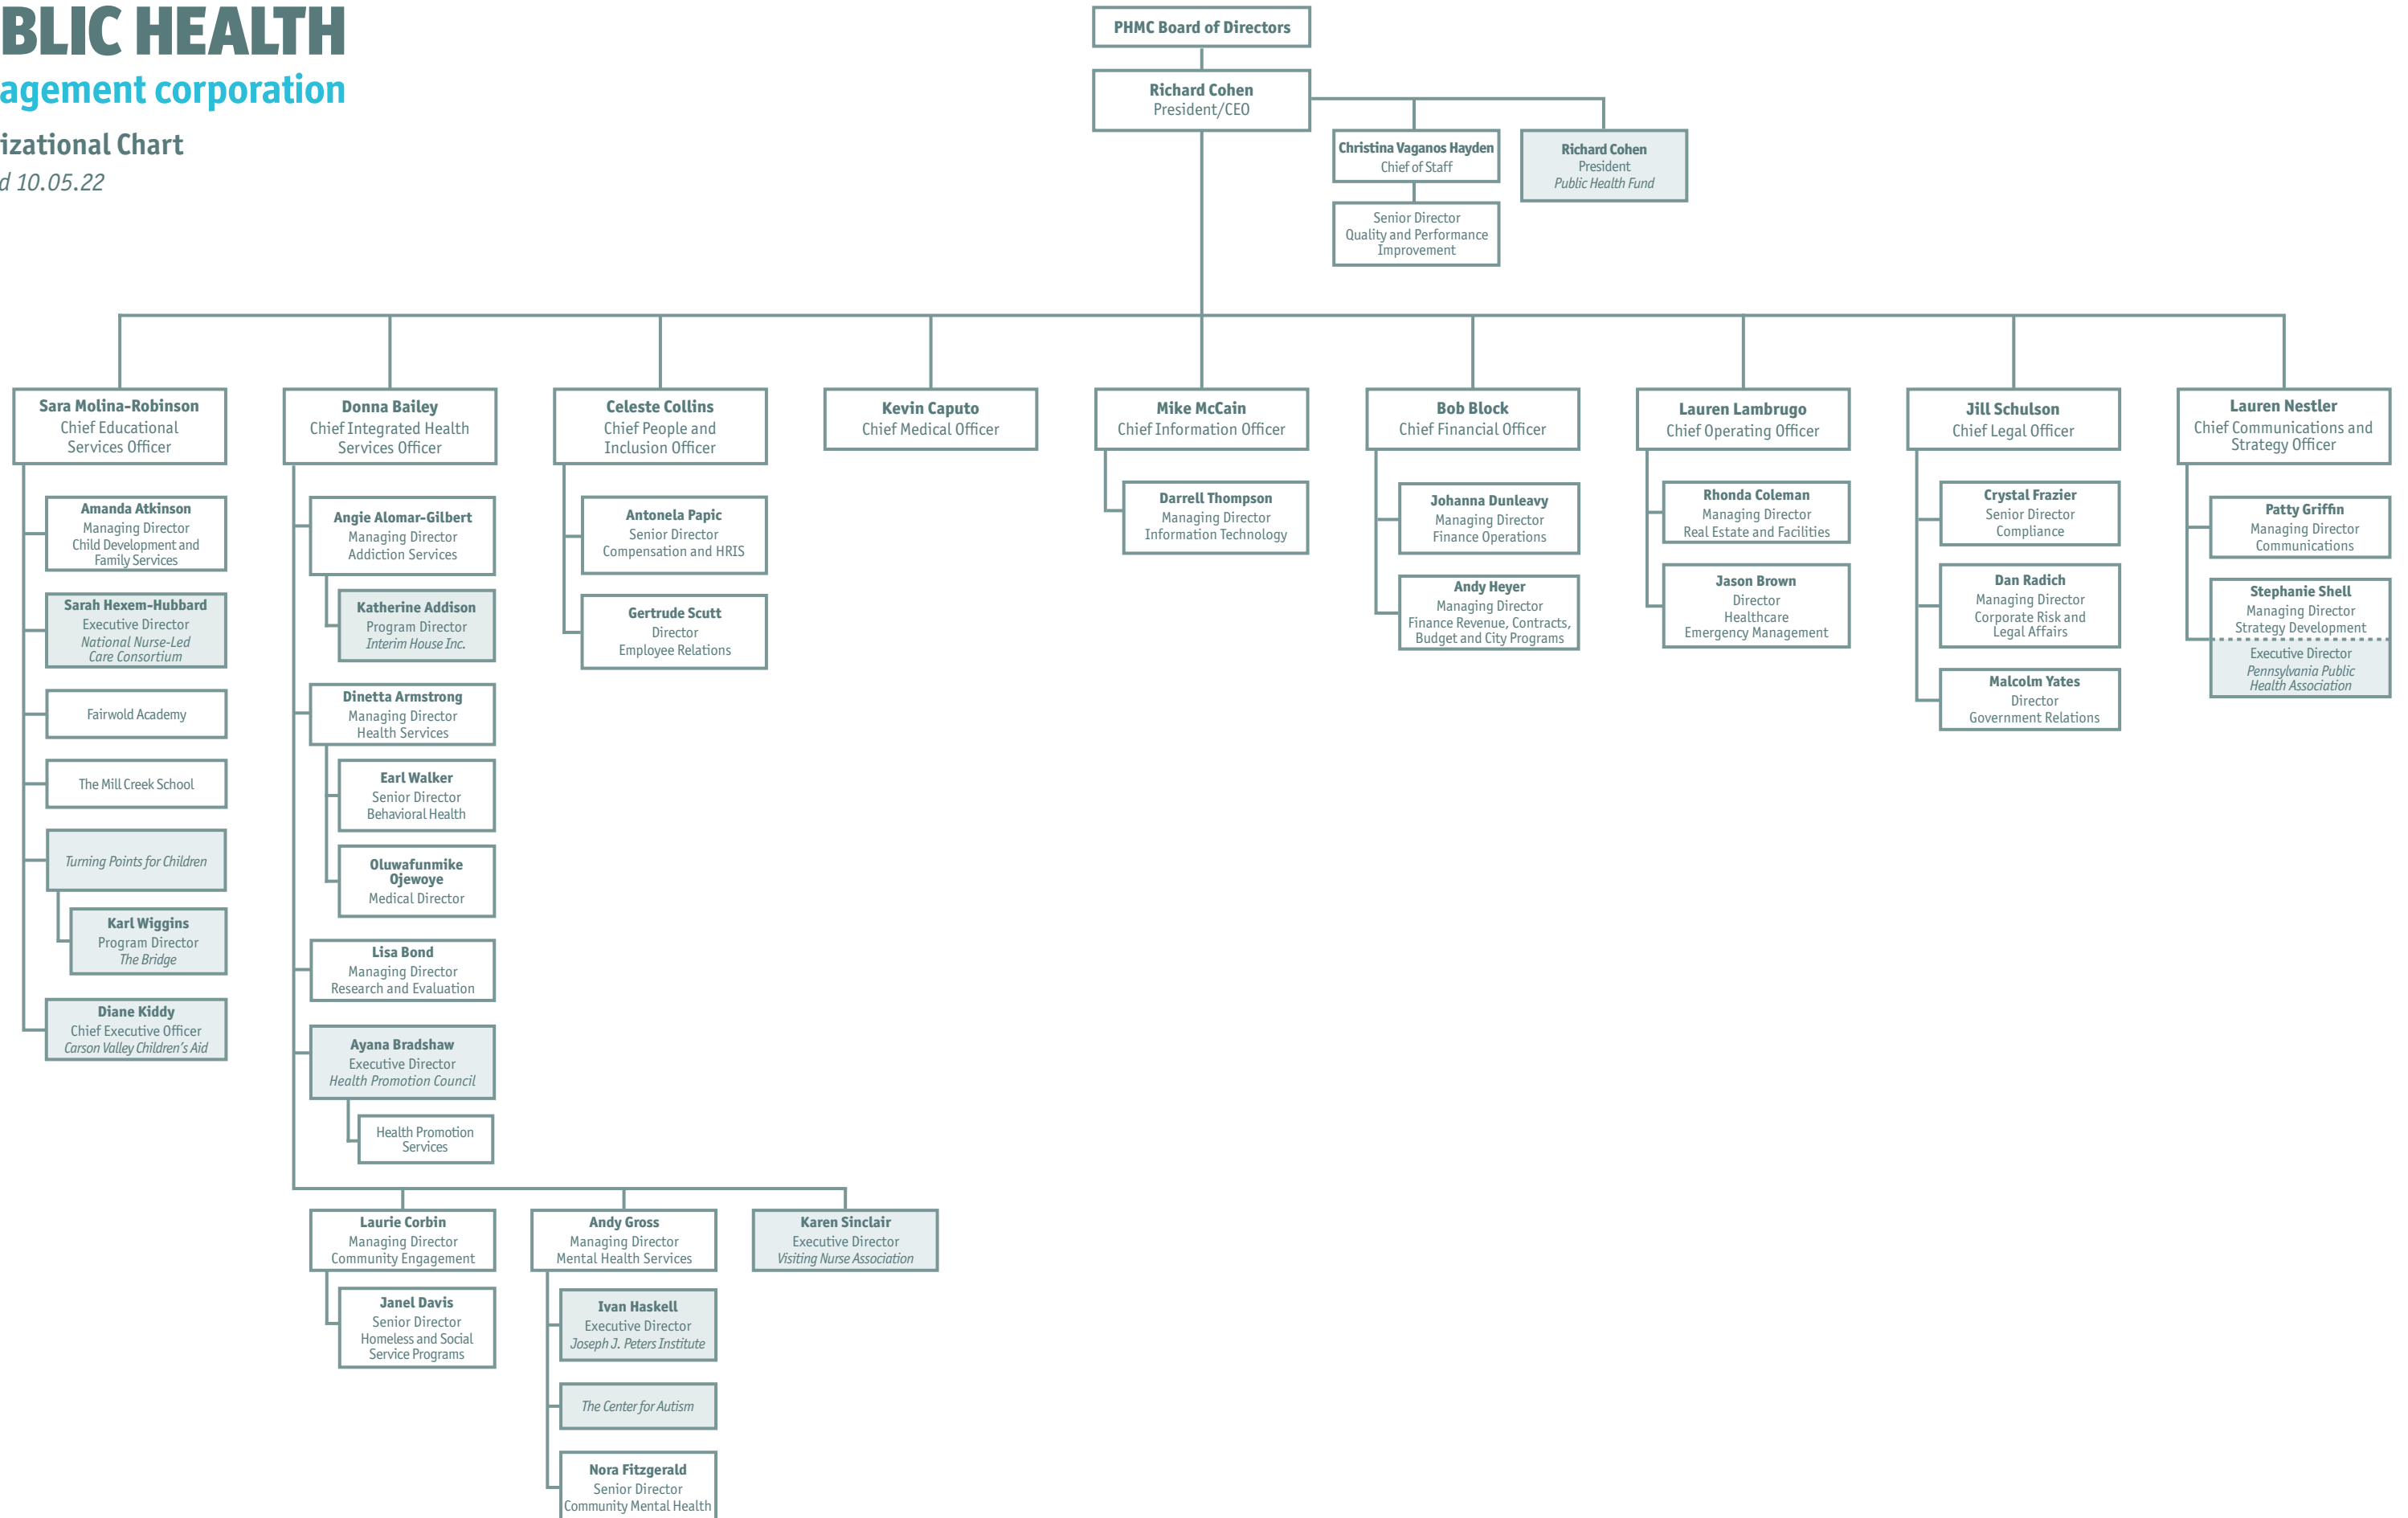 BLIC HEALTH
agement corporation
izational Chart
d 10.05.22
PHMC Board of Directors
Richard Cohen
President/CEO
Christina Vaganos Hayden
Chief of Staff
Richard Cohen
President
Public Health Fund
Senior Director
Quality and Performance
Improvement
Sara Molina-Robinson
Chief Educational
Services Officer
Amanda Atkinson
Managing Director
Child Development and
Family Services
Sarah Hexem-Hubbard
Executive Director
National Nurse-Led
Care Consortium
Fairwold Academy
The Mill Creek School
Turning Points for Children
Karl Wiggins
Program Director
The Bridge
Diane Kiddy
Chief Executive Officer
Carson Valley Children's Aid
Donna Bailey
Chief Integrated Health
Services Officer
Angie Alomar-Gilbert
Managing Director
Addiction Services
Katherine Addison
Program Director
Interim House Inc.
Dinetta Armstrong
Managing Director
Health Services
Earl Walker
Senior Director
Behavioral Health
Oluwafunmike
Ojewoye
Medical Director
Lisa Bond
Managing Director
Research and Evaluation
Ayana Bradshaw
Executive Director
Health Promotion Council
Health Promotion
Services
Laurie Corbin
Managing Director
Community Engagement
Janel Davis
Senior Director
Homeless and Social
Service Programs
Andy Gross
Managing Director
Mental Health Services
Ivan Haskell
Executive Director
Joseph J. Peters Institute
The Center for Autism
Nora Fitzgerald
Senior Director
Community Mental Health
Karen Sinclair
Executive Director
Visiting Nurse Association
Celeste Collins
Chief People and
Inclusion Officer
Antonela Papic
Senior Director
Compensation and HRIS
Gertrude Scutt
Director
Employee Relations
Kevin Caputo
Chief Medical Officer
Mike McCain
Chief Information Officer
Darrell Thompson
Managing Director
Information Technology
Bob Block
Chief Financial Officer
Johanna Dunleavy
Managing Director
Finance Operations
Andy Heyer
Managing Director
Finance Revenue, Contracts,
Budget and City Programs
Lauren Lambrugo
Chief Operating Officer
Rhonda Coleman
Managing Director
Real Estate and Facilities
Jason Brown
Director
Healthcare
Emergency Management
Jill Schulson
Chief Legal Officer
Crystal Frazier
Senior Director
Compliance
Dan Radich
Managing Director
Corporate Risk and
Legal Affairs
Malcolm Yates
Director
Government Relations
Lauren Nestler
Chief Communications and
Strategy Officer
Patty Griffin
Managing Director
Communications
Stephanie Shell
Managing Director
Strategy Development
Executive Director
Pennsylvania Public
Health Association